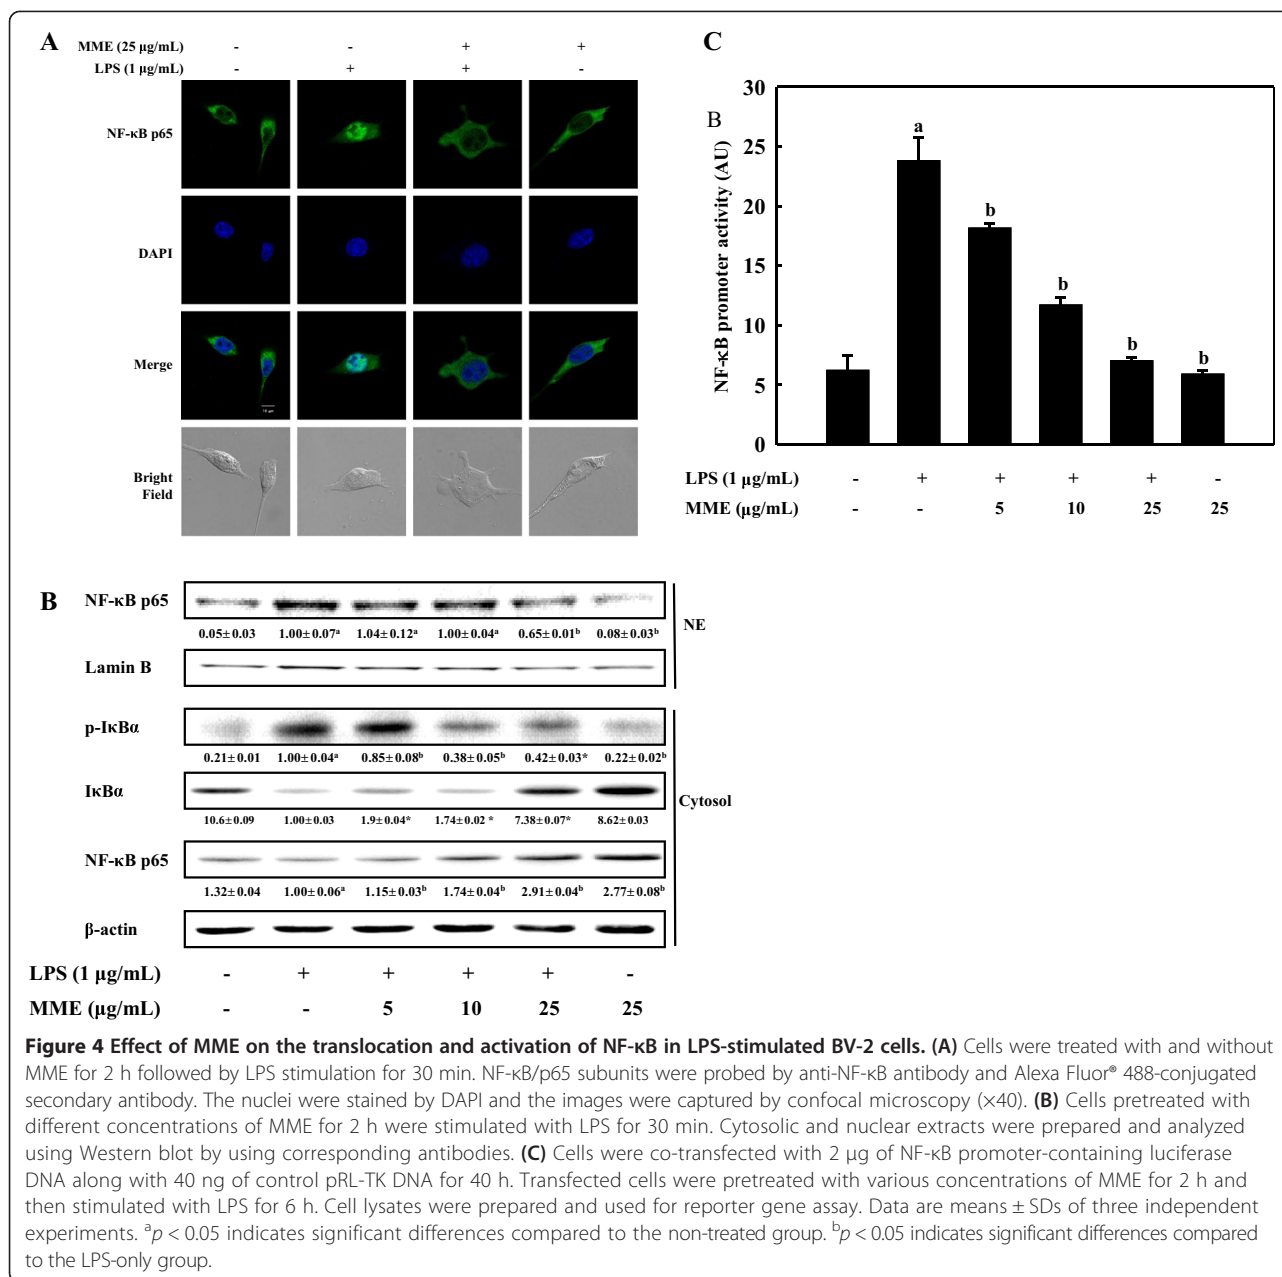 A
MME (25 µg/mL) - - + +
LPS (1 µg/mL) - + + -
NF-κB p65
DAPI
Merge
10 µm
Bright
Field
C
B
NF-κB promoter activity (AU)
30
25
20
15
10
5
0
a
b
b
b
b
LPS (1 µg/mL) - + + + + -
MME (µg/mL) - - 5 10 25 25
B
NF-κB p65
0.05±0.03 1.00±0.07ᵃ 1.04±0.12ᵃ 1.00±0.04ᵃ 0.65±0.01ᵇ 0.08±0.03ᵇ
NE
Lamin B
p-IκBα
0.21±0.01 1.00±0.04ᵃ 0.85±0.08ᵇ 0.38±0.05ᵇ 0.42±0.03* 0.22±0.02ᵇ
IκBα
Cytosol
10.6±0.09 1.00±0.03 1.9±0.04* 1.74±0.02 * 7.38±0.07* 8.62±0.03
NF-κB p65
1.32±0.04 1.00±0.06ᵃ 1.15±0.03ᵇ 1.74±0.04ᵇ 2.91±0.04ᵇ 2.77±0.08ᵇ
β-actin
LPS (1 µg/mL) - + + + + -
MME (µg/mL) - - 5 10 25 25
Figure 4 Effect of MME on the translocation and activation of NF-κB in LPS-stimulated BV-2 cells. (A) Cells were treated with and without
MME for 2 h followed by LPS stimulation for 30 min. NF-κB/p65 subunits were probed by anti-NF-κB antibody and Alexa Fluor® 488-conjugated
secondary antibody. The nuclei were stained by DAPI and the images were captured by confocal microscopy (×40). (B) Cells pretreated with
different concentrations of MME for 2 h were stimulated with LPS for 30 min. Cytosolic and nuclear extracts were prepared and analyzed
using Western blot by using corresponding antibodies. (C) Cells were co-transfected with 2 µg of NF-κB promoter-containing luciferase
DNA along with 40 ng of control pRL-TK DNA for 40 h. Transfected cells were pretreated with various concentrations of MME for 2 h and
then stimulated with LPS for 6 h. Cell lysates were prepared and used for reporter gene assay. Data are means ± SDs of three independent
experiments. ᵃp < 0.05 indicates significant differences compared to the non-treated group. ᵇp < 0.05 indicates significant differences compared
to the LPS-only group.